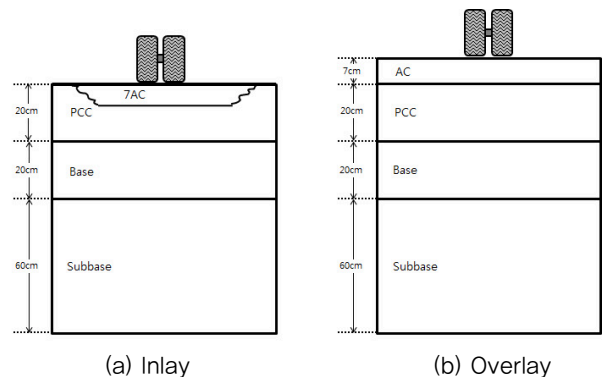 7AC
20cm
PCC
20cm
Base
60cm
Subbase
(a) Inlay
7cm
AC
20cm
PCC
20cm
Base
60cm
Subbase
(b) Overlay